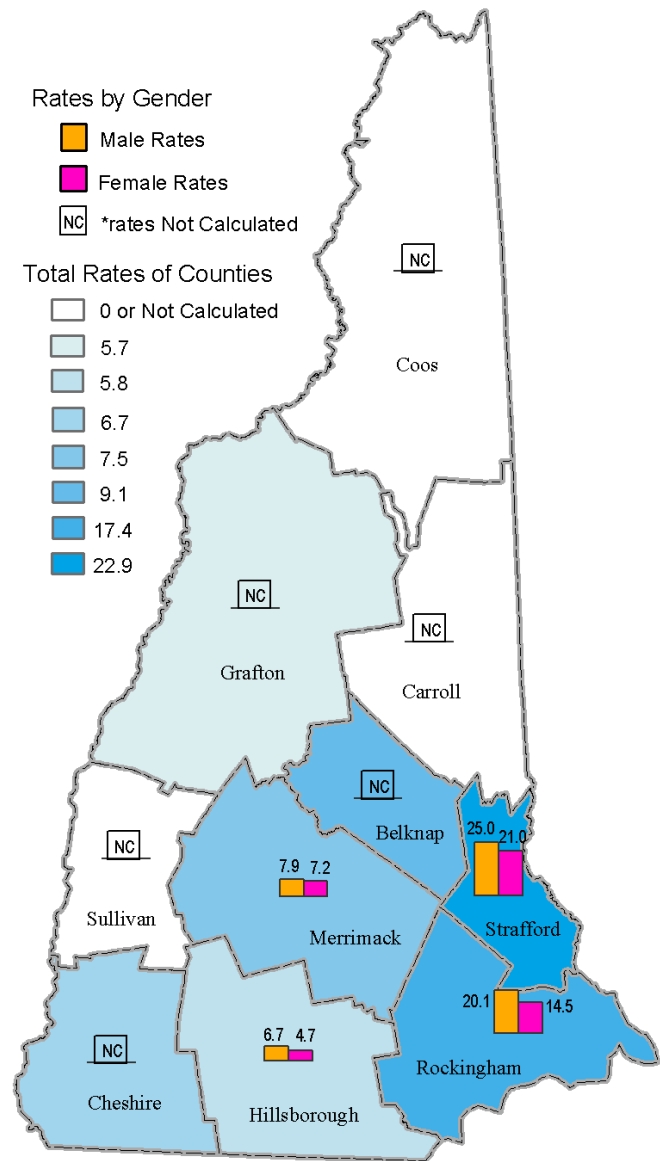 Rates by Gender
Male Rates
Female Rates
NC *rates Not Calculated
Total Rates of Counties
0 or Not Calculated
5.7
5.8
6.7
7.5
9.1
17.4
22.9
NC
Coos
NC
Grafton
NC
Carroll
NC
Belknap
25.0 21.0
Strafford
NC
Sullivan
7.9 7.2
Merrimack
20.1 14.5
Rockingham
NC
Cheshire
6.7 4.7
Hillsborough